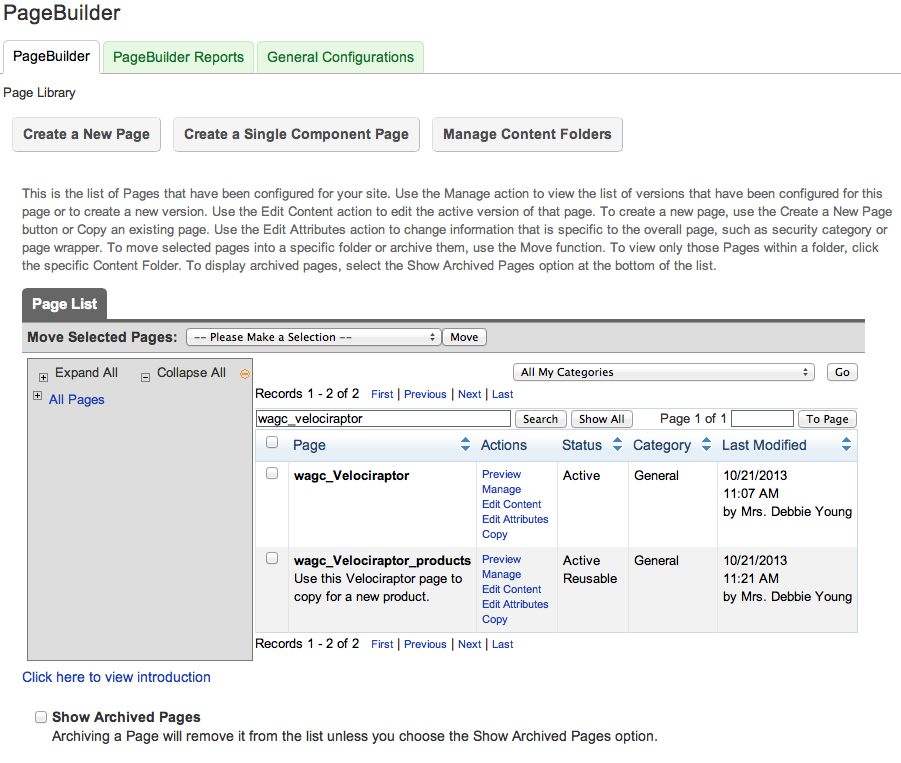 PageBuilder
PageBuilder PageBuilder Reports General Configurations
Page Library
Create a New Page Create a Single Component Page Manage Content Folders
This is the list of Pages that have been configured for your site. Use the Manage action to view the list of versions that have been configured for this
page or to create a new version. Use the Edit Content action to edit the active version of that page. To create a new page, use the Create a New Page
button or Copy an existing page. Use the Edit Attributes action to change information that is specific to the overall page, such as security category or
page wrapper. To move selected pages into a specific folder or archive them, use the Move function. To view only those Pages within a folder, click
the specific Content Folder. To display archived pages, select the Show Archived Pages option at the bottom of the list.
Page List
Move Selected Pages: -- Please Make a Selection -- Move
Expand All Collapse All
All Pages
All My Categories Go
Records 1 - 2 of 2 First | Previous | Next | Last
wagc_velociraptor Search Show All Page 1 of 1 To Page
Page Actions Status Category Last Modified
wagc_Velociraptor
Preview
Manage
Edit Content
Edit Attributes
Copy
Active
General
10/21/2013
11:07 AM
by Mrs. Debbie Young
wagc_Velociraptor_products
Use this Velociraptor page to
copy for a new product.
Preview
Manage
Edit Content
Edit Attributes
Copy
Active
Reusable
General
10/21/2013
11:21 AM
by Mrs. Debbie Young
Records 1 - 2 of 2 First | Previous | Next | Last
Click here to view introduction
Show Archived Pages
Archiving a Page will remove it from the list unless you choose the Show Archived Pages option.